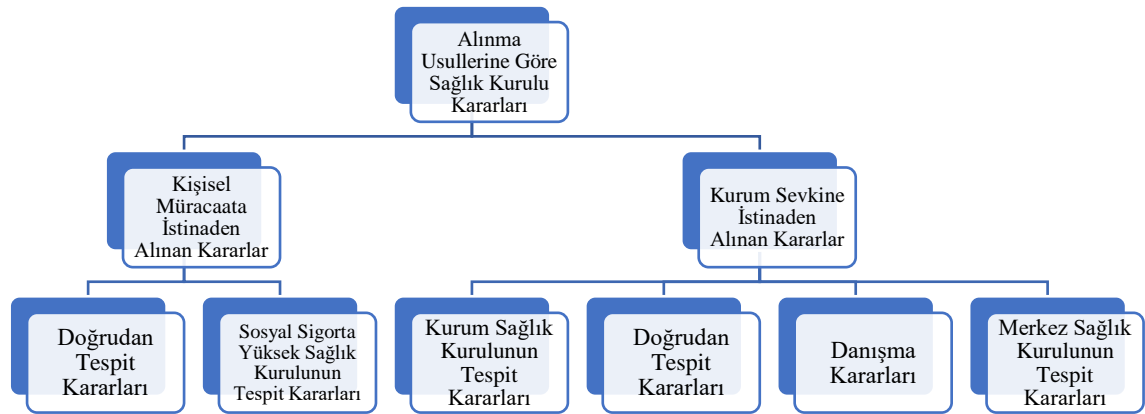 Alınma
Usullerine Göre
Sağlık Kurulu
Kararları
Kişisel
Müracaata
İstinaden
Alınan Kararlar
Kurum Sevkine
İstinaden
Alınan Kararlar
Doğrudan
Tespit
Kararları
Sosyal Sigorta
Yüksek Sağlık
Kurulunun
Tespit Kararları
Kurum Sağlık
Kurulunun
Tespit
Kararları
Doğrudan
Tespit
Kararları
Danışma
Kararları
Merkez Sağlık
Kurulunun
Tespit
Kararları